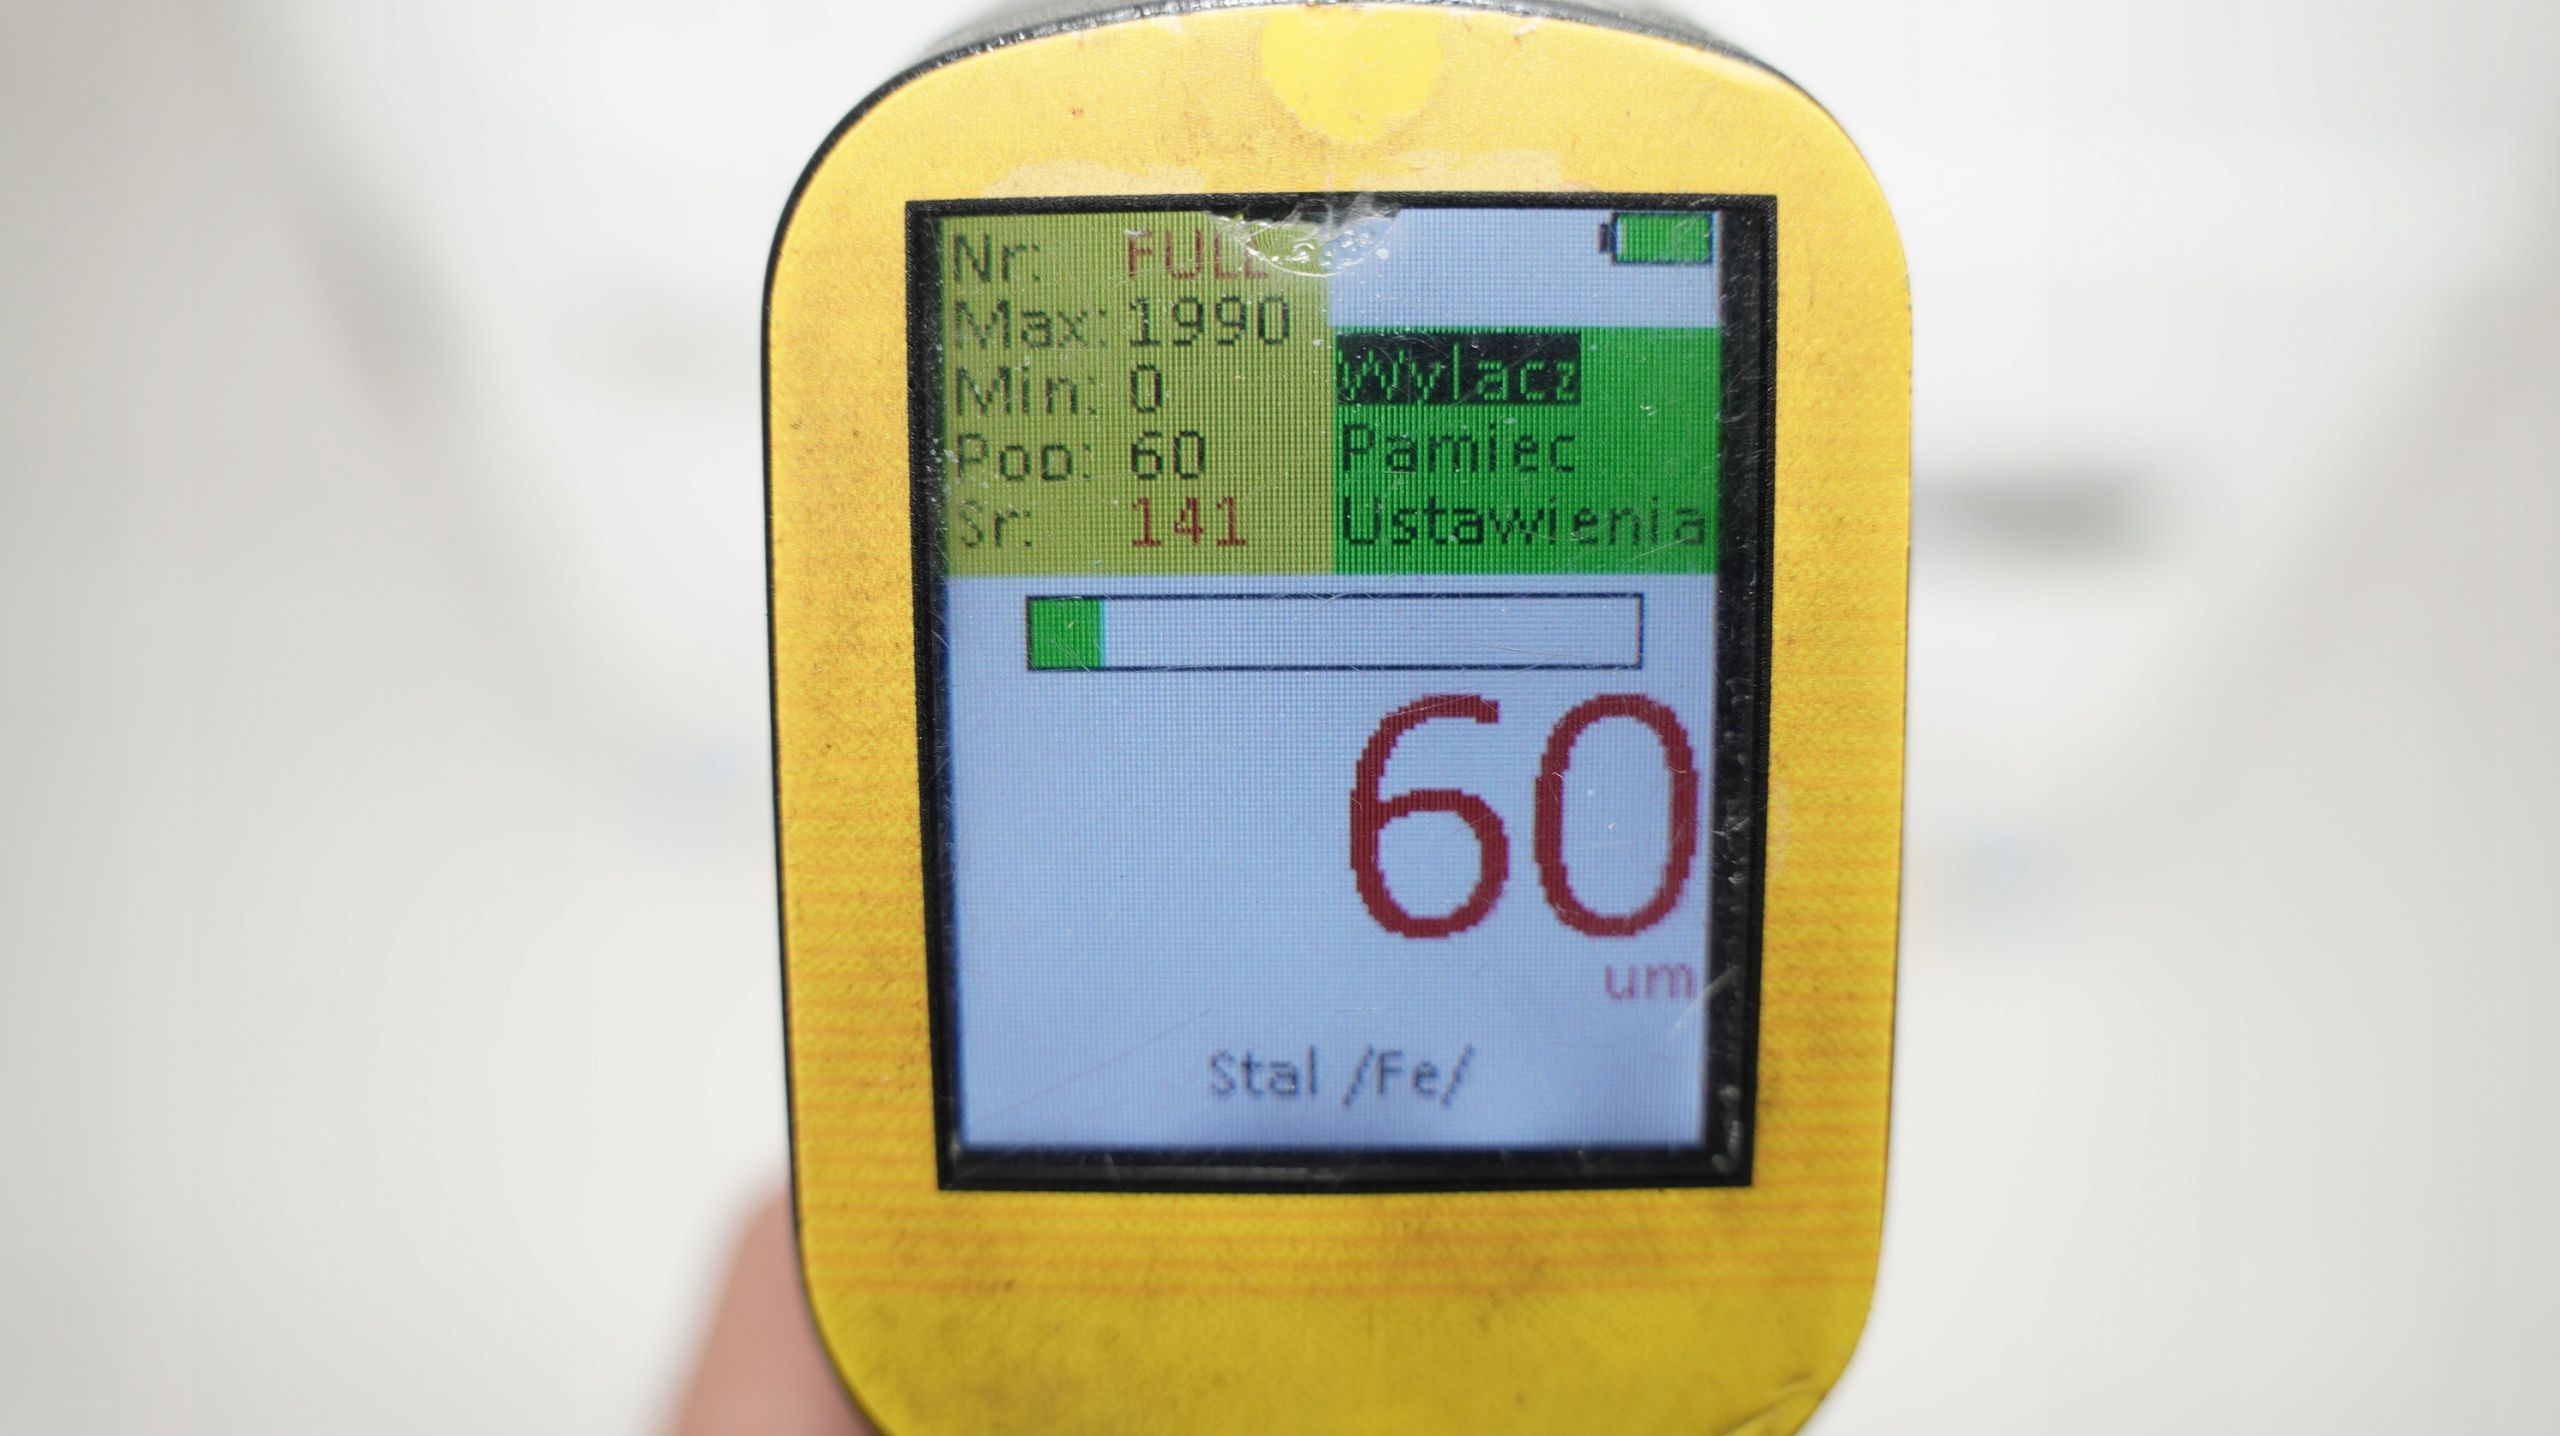 Nr: FULL
Max: 1990
Min: 0
Pop: 60
Sr: 141
Wylacz
Pamiec
Ustawienia
60
um
Stal /Fe/